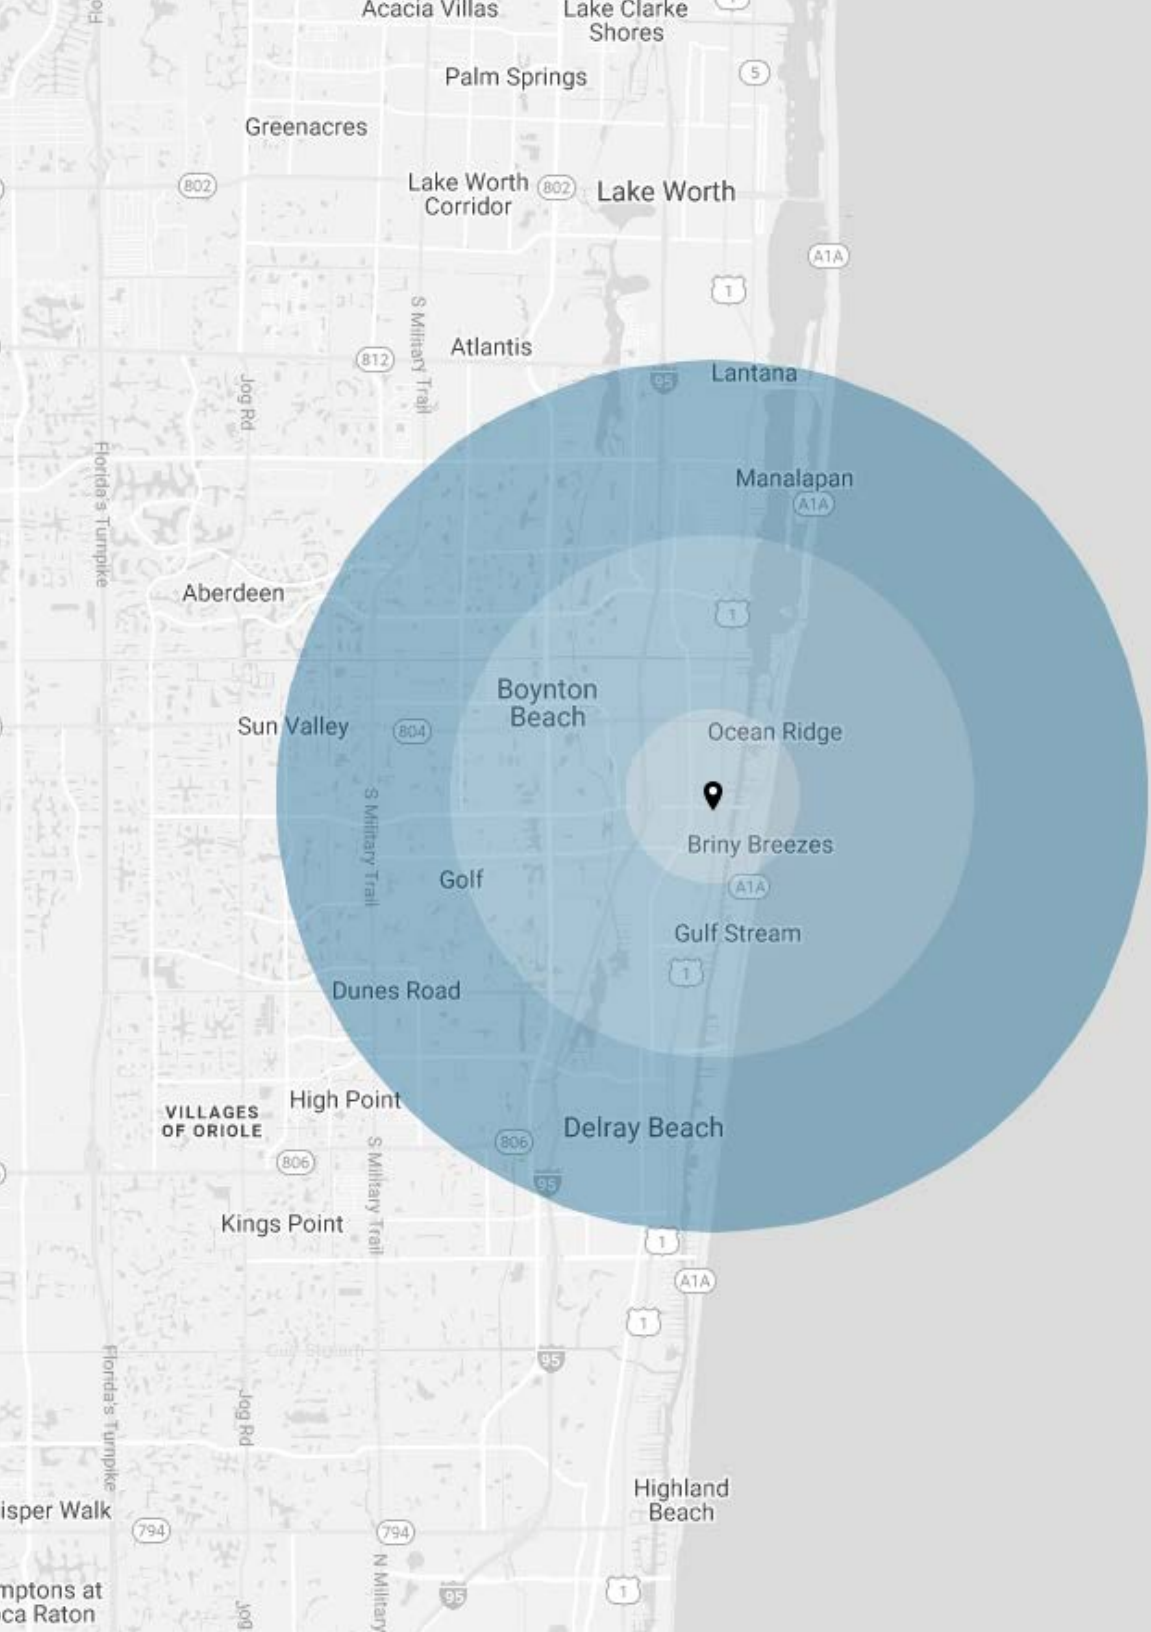 Acacia Villas
Lake Clarke
Shores
Palm Springs
5
Greenacres
802
Lake Worth
Corridor
802
Lake Worth
A1A
1
S Military Trail
Atlantis
812
95
Lantana
Jog Rd
Florida's Turnpike
Manalapan
A1A
Aberdeen
1
Boynton
Beach
Sun Valley
804
Ocean Ridge
S Military Trail
Briny Breezes
Golf
A1A
Gulf Stream
1
Dunes Road
High Point
VILLAGES
OF ORIOLE
Delray Beach
806
806
95
S Military Trail
Kings Point
1
A1A
1
Gulf Stream
95
Florida's Turnpike
Jog Rd
Highland
Beach
isper Walk
794
794
N Military
mptons at
ca Raton
Jog
95
1